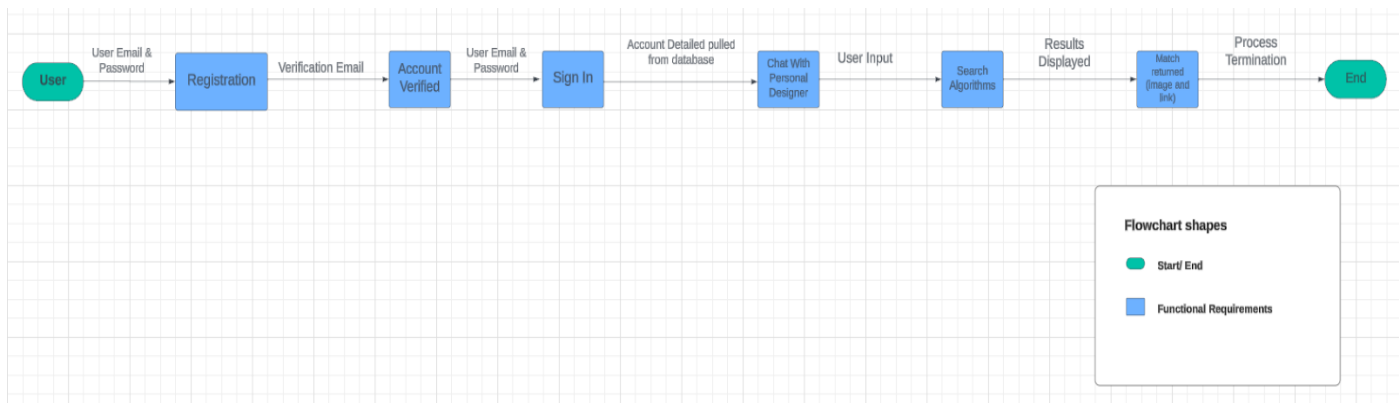 User
User Email &
Password
Registration
Verification Email
Account
Verified
User Email &
Password
Sign In
Account Detailed pulled
from database
Chat With
Personal
Designer
User Input
Search
Algorithms
Results
Displayed
Match
returned
(image and
link)
Process
Termination
End
Flowchart shapes
Start/ End
Functional Requirements